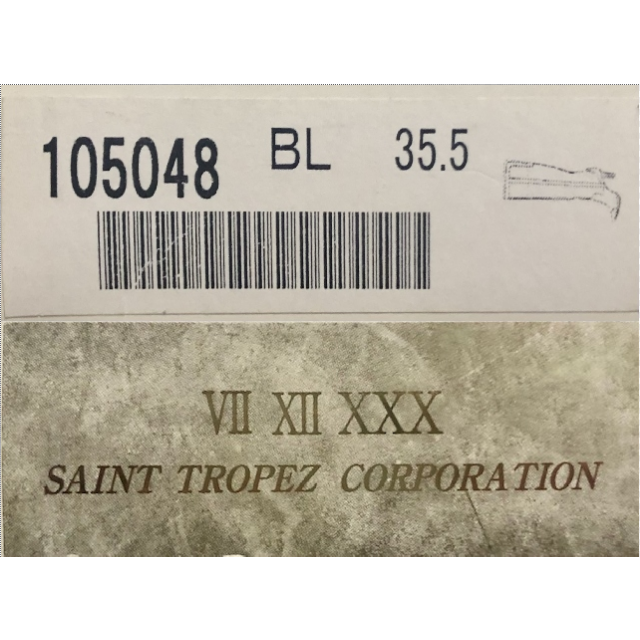 105048 BL 35.5
VII XII XXX
SAINT TROPEZ CORPORATION